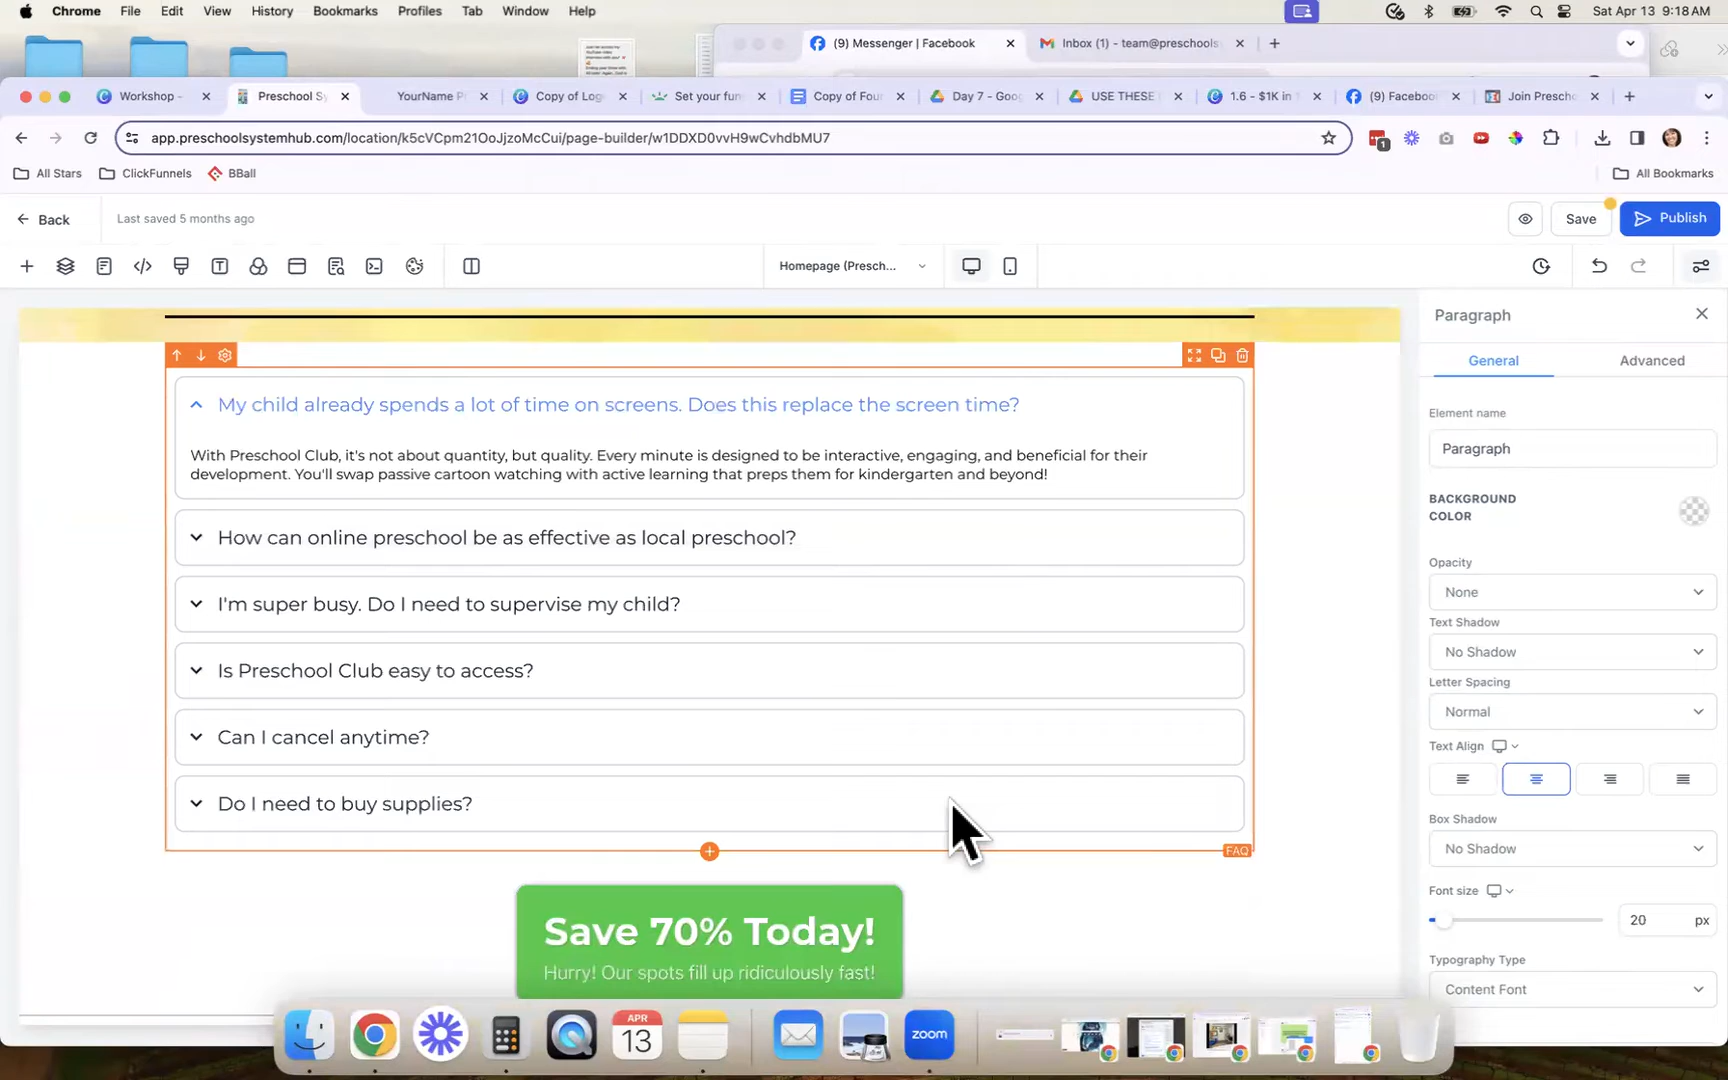 Chrome File Edit View History Bookmarks Profiles Tab Window Help Sat Apr 13 9:18 AM
(9) Messenger | Facebook Inbox (1) - team@preschools
Workshop - Preschool Sy YourName P Copy of Log Set your fun Copy of Fou Day 7 - Goog USE THESE 1.6 - $1K in (9) Facebook Join Presch
app.preschoolsystemhub.com/location/k5cVCpm21OoJjzoMcCui/page-builder/w1DDXD0vvH9wCvhdbMU7
1
All Stars ClickFunnels BBall All Bookmarks
Back Last saved 5 months ago Save Publish
Homepage (Presch...
Paragraph
General Advanced
My child already spends a lot of time on screens. Does this replace the screen time?
With Preschool Club, it's not about quantity, but quality. Every minute is designed to be interactive, engaging, and beneficial for their
development. You'll swap passive cartoon watching with active learning that preps them for kindergarten and beyond!
How can online preschool be as effective as local preschool?
I'm super busy. Do I need to supervise my child?
Is Preschool Club easy to access?
Can I cancel anytime?
Do I need to buy supplies?
FAQ
Save 70% Today!
Hurry! Our spots fill up ridiculously fast!
Element name
Paragraph
BACKGROUND
COLOR
Opacity
None
Text Shadow
No Shadow
Letter Spacing
Normal
Text Align
Box Shadow
No Shadow
Font size
20 px
Typography Type
Content Font
APR
13
zoom